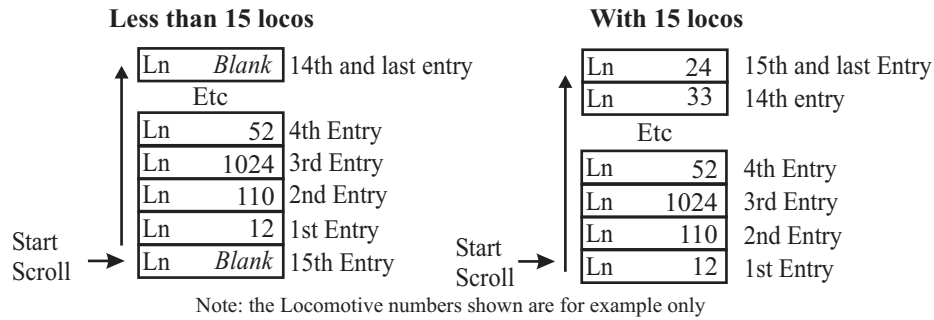 Less than 15 locos
Ln Blank 14th and last entry
Etc
Ln 52 4th Entry
Ln 1024 3rd Entry
Ln 110 2nd Entry
Ln 12 1st Entry
Start Scroll
Ln Blank 15th Entry
With 15 locos
Ln 24 15th and last Entry
Ln 33 14th entry
Etc
Ln 52 4th Entry
Ln 1024 3rd Entry
Ln 110 2nd Entry
Start Scroll
Ln 12 1st Entry
Note: the Locomotive numbers shown are for example only